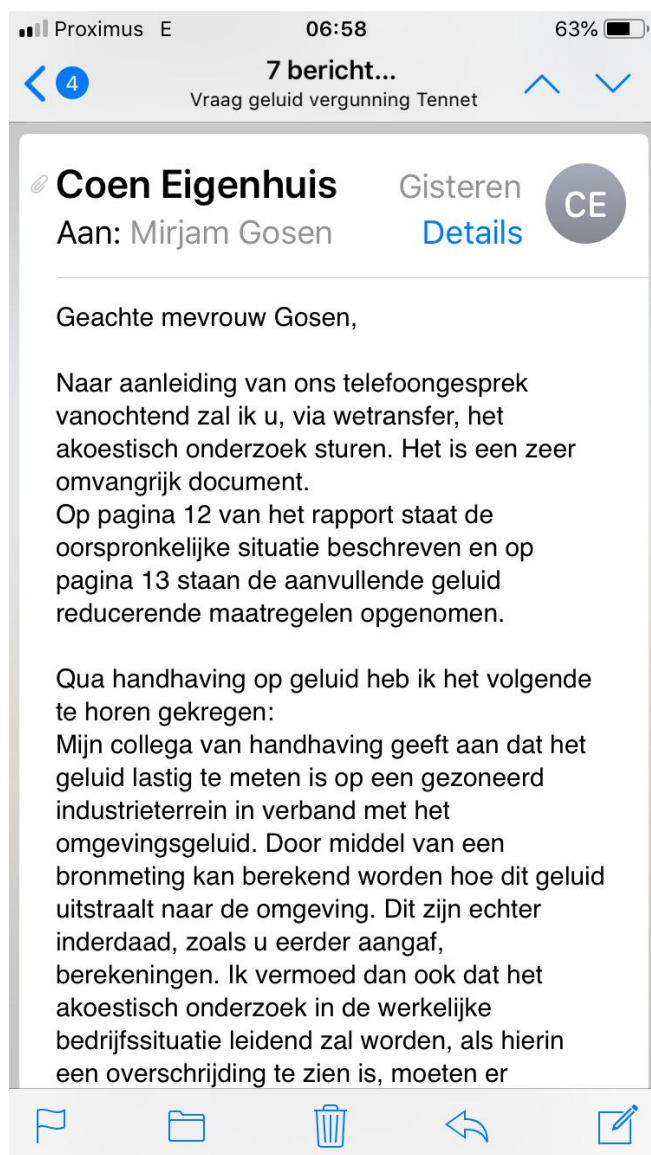 Proximus E 06:58 63%
4 7 bericht...
Vraag geluid vergunning Tennet
Coen Eigenhuis Gisteren CE
Aan: Mirjam Gosen Details
Geachte mevrouw Gosen,
Naar aanleiding van ons telefoongesprek
vanochtend zal ik u, via wetransfer, het
akoestisch onderzoek sturen. Het is een zeer
omvangrijk document.
Op pagina 12 van het rapport staat de
oorspronkelijke situatie beschreven en op
pagina 13 staan de aanvullende geluid
reducerende maatregelen opgenomen.
Qua handhaving op geluid heb ik het volgende
te horen gekregen:
Mijn collega van handhaving geeft aan dat het
geluid lastig te meten is op een gezoneerd
industrieterrein in verband met het
omgevingsgeluid. Door middel van een
bronmeting kan berekend worden hoe dit geluid
uitstraalt naar de omgeving. Dit zijn echter
inderdaad, zoals u eerder aangaf,
berekeningen. Ik vermoed dan ook dat het
akoestisch onderzoek in de werkelijke
bedrijfssituatie leidend zal worden, als hierin
een overschrijding te zien is, moeten er